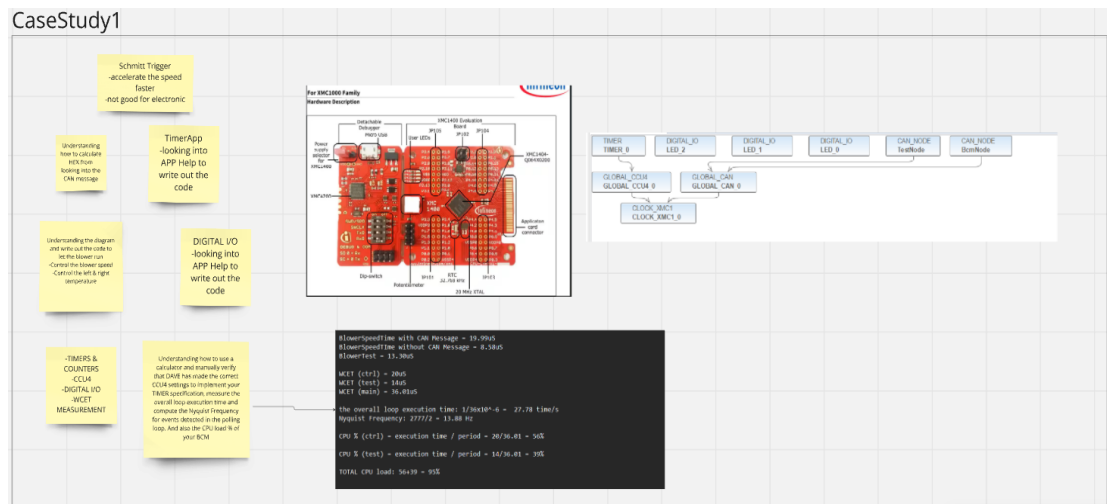 CaseStudy1
Schmitt Trigger
-accelerate the speed
faster
-not good for electronic
Understanding
how to calculate
HEX from
looking into the
CAN message
TimerApp
-looking into
APP Help to
write out the
code
Understanding the diagram
and write out the code to
let the blower run
-Control the blower speed
-Control the left & right
temperature
DIGITAL I/O
-looking into
APP Help to
write out the
code
-TIMERS &
COUNTERS
-CCU4
-DIGITAL I/O
-WCET
MEASUREMENT
Understanding how to use a
calculator and manually verify
that DAVE has made the correct
CCU4 settings to implement your
TIMER specification, measure the
overall loop execution time and
compute the Nyquist Frequency
for events detected in the polling
loop. And also the CPU load % of
your BCM
For XMC1000 Family
Hardware Description
Infineon
Detachable
Debugger
Micro USB
XMC1400 Evaluation
Board
User LEDs
JP105
JP102
JP104
Power
supply
selector
for
XMC1400
XMC
1400
Application
card
connector
Dip-switch
Potentiometer
RTC
32.768 kHz
20 MHz XTAL
TIMER
TIMER_0
DIGITAL_IO
LED_2
DIGITAL_IO
LED_1
DIGITAL_IO
LED_0
CAN_NODE
TestNode
CAN_NODE
BcmNode
GLOBAL_CCU4
GLOBAL_CCU4_0
GLOBAL_CAN
GLOBAL_CAN_0
CLOCK_XMC1
CLOCK_XMC1_0
BlowerSpeedTime with CAN Message = 19.99uS
BlowerSpeedTIme without CAN Message = 8.58uS
BlowerTest = 13.30uS
WCET (ctrl) = 20uS
WCET (test) = 14uS
WCET (main) = 36.01uS
the overall loop execution time: 1/36x10^-6 = 27.78 time/s
Nyquist Frequency: 2777/2 = 13.88 Hz
CPU % (ctrl) = execution time / period = 20/36.01 = 56%
CPU % (test) = execution time / period = 14/36.01 = 39%
TOTAL CPU load: 56+39 = 95%